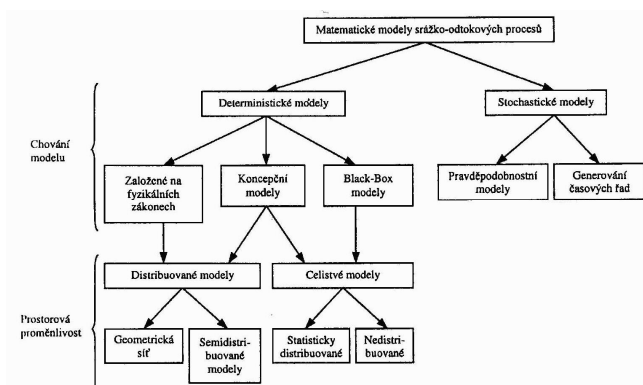 Matematické modely srážko-odtokových procesů
Deterministické modely
Stochastické modely
Chování
modelu
Založené na
fyzikálních
zákonech
Koncepční
modely
Black-Box
modely
Pravděpodobnostní
modely
Generování
časových řad
Distribuované modely
Celistvé modely
Prostorová
proměnlivost
Geometrická
síť
Semidistri-
buované
modely
Statisticky
distribuované
Nedistri-
buované